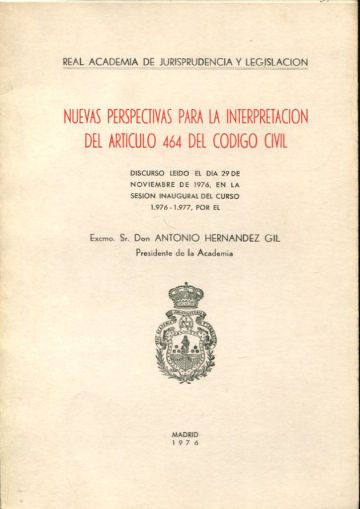 REAL ACADEMIA DE JURISPRUDENCIA Y LEGISLACION
NUEVAS PERSPECTIVAS PARA LA INTERPRETACION
DEL ARTICULO 464 DEL CODIGO CIVIL
DISCURSO LEIDO EL DIA 29 DE
NOVIEMBRE DE 1976, EN LA
SESION INAUGURAL DEL CURSO
1.976-1.977, POR EL
Excmo. Sr. Don ANTONIO HERNANDEZ GIL
Presidente de la Academia
MADRID
1976